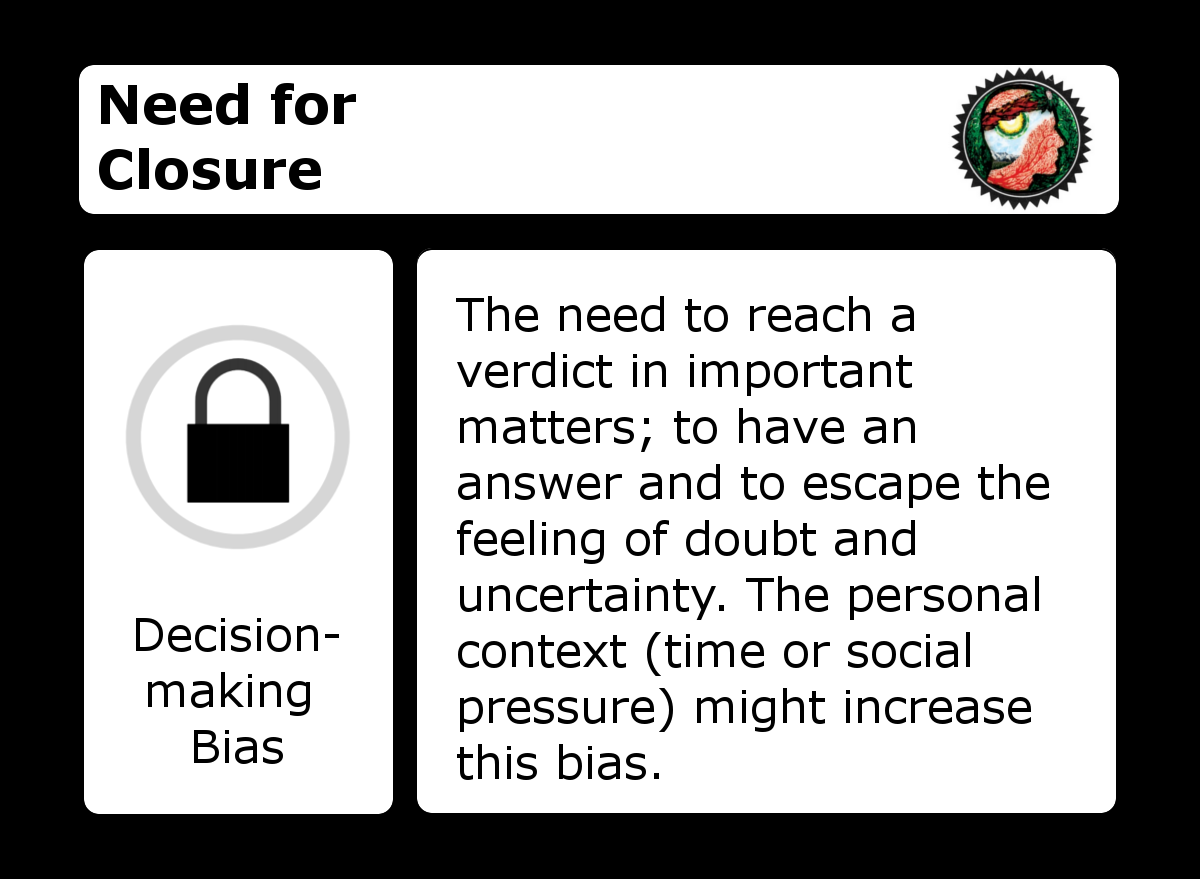 Need for
Closure
Decision-
making
Bias
The need to reach a
verdict in important
matters; to have an
answer and to escape the
feeling of doubt and
uncertainty. The personal
context (time or social
pressure) might increase
this bias.